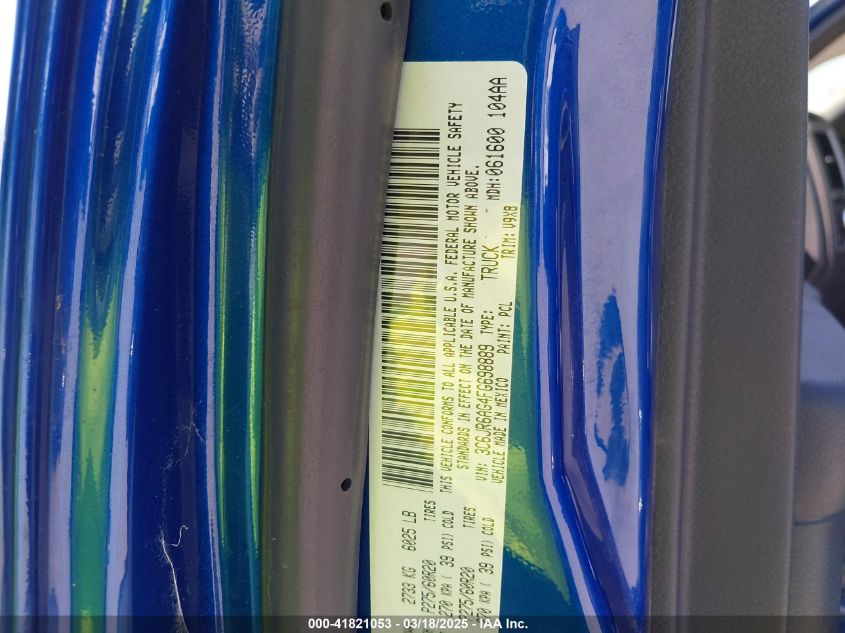 2733 KG 6025 LB
P275/60R20 TIRES
270 KPA ( 39 PSI) COLD
THIS VEHICLE CONFORMS TO ALL APPLICABLE U.S.A. FEDERAL MOTOR VEHICLE SAFETY
STANDARDS IN EFFECT ON THE DATE OF MANUFACTURE SHOWN ABOVE.
VIN: 3C6JR6AG4FG698889 TYPE: TRUCK MDH:061600 104AA
VEHICLE MADE IN MEXICO PAINT: PCL TRIM: V9X8
TIRES
39 PSI) COLD
000-41821053 — 03/18/2025 — IAA Inc.